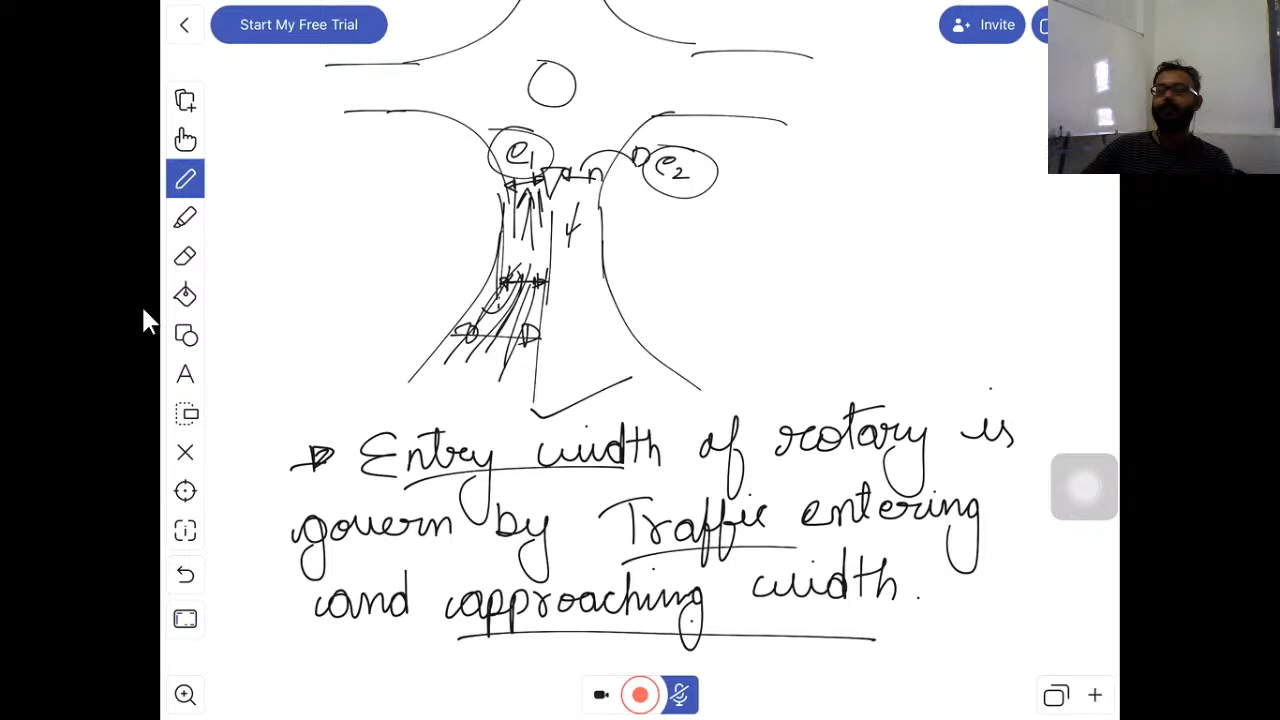 Start My Free Trial
Invite
e1
e2
Entry width of rotary is
govern by Traffic entering
and approaching width.